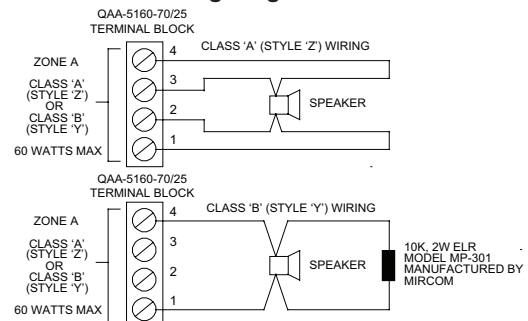 QAA-5160-70/25
TERMINAL BLOCK
4
CLASS 'A' (STYLE 'Z') WIRING
ZONE A
3
CLASS 'A'
(STYLE 'Z')
OR
CLASS 'B'
(STYLE 'Y')
SPEAKER
2
1
60 WATTS MAX
QAA-5160-70/25
TERMINAL BLOCK
4
CLASS 'B' (STYLE 'Y') WIRING
ZONE A
3
CLASS 'A'
(STYLE 'Z')
OR
CLASS 'B'
(STYLE 'Y')
SPEAKER
10K, 2W ELR
MODEL MP-301
MANUFACTURED BY
MIRCOM
2
1
60 WATTS MAX